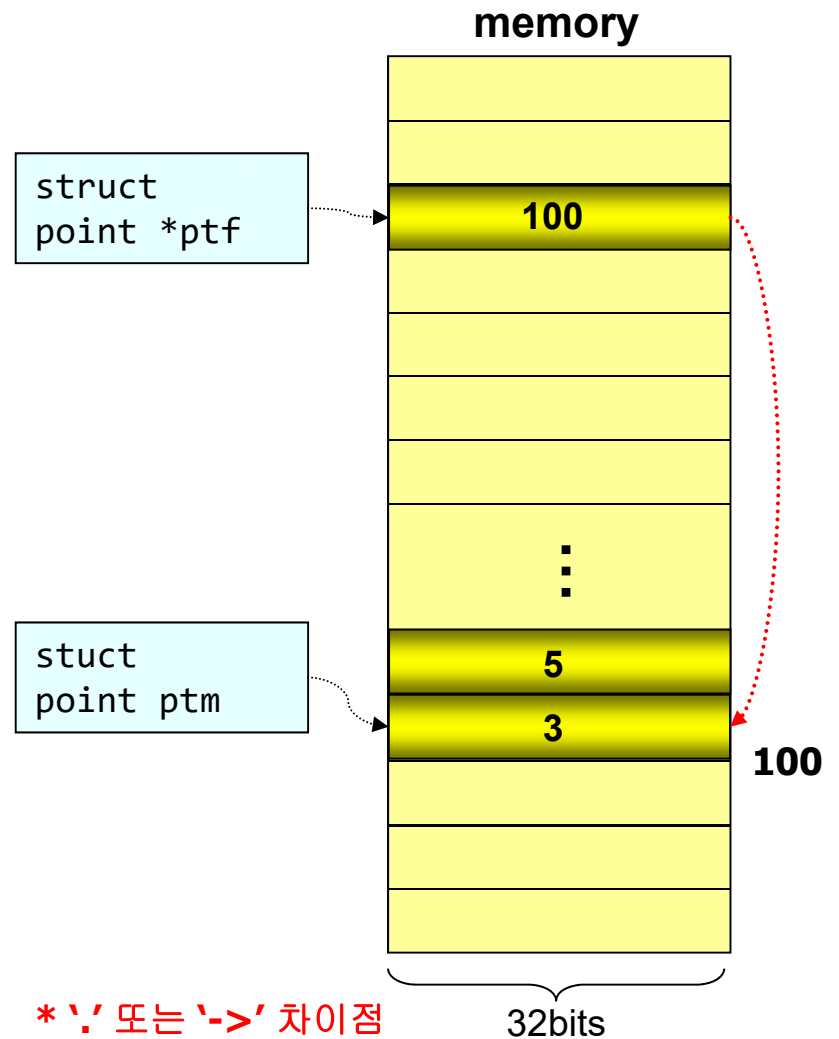 memory
struct
point *ptf
100
⋮
stuct
point ptm
5
3
100
* ‘.’ 또는 ‘->’ 차이점
32bits